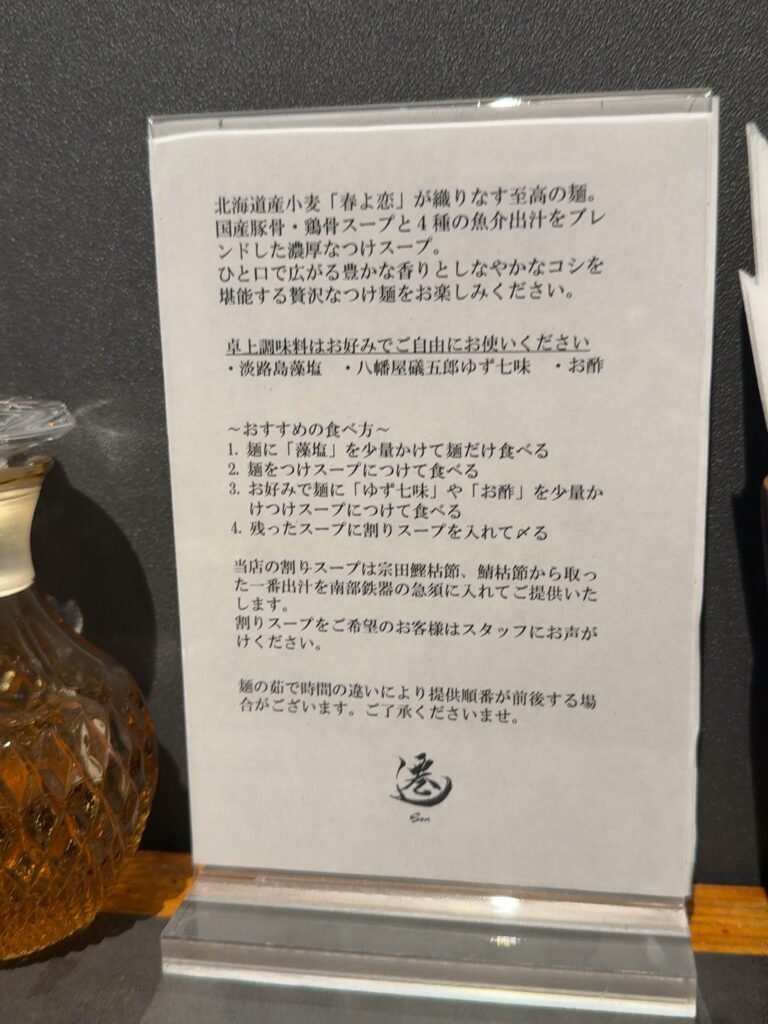 北海道産小麦「春よ恋」が織りなす至高の麺。
国産豚骨・鶏骨スープと4種の魚介出汁をブレ
ンドした濃厚なつけスープ。
ひと口で広がる豊かな香りとしなやかなコシを
堪能する贅沢なつけ麺をお楽しみください。
卓上調味料はお好みでご自由にお使いください
・淡路島藻塩　・八幡屋礒五郎ゆず七味　・お酢
〜おすすめの食べ方〜
1. 麺に「藻塩」を少量かけて麺だけ食べる
2. 麺をつけスープにつけて食べる
3. お好みで麺に「ゆず七味」や「お酢」を少量か
けつけスープにつけて食べる
4. 残ったスープに割りスープを入れて〆る
当店の割りスープは宗田鰹枯節、鯖枯節から取っ
た一番出汁を南部鉄器の急須に入れてご提供いた
します。
割りスープをご希望のお客様はスタッフにお声が
けください。
麺の茹で時間の違いにより提供順番が前後する場
合がございます。ご了承くださいませ。
遷
Sen